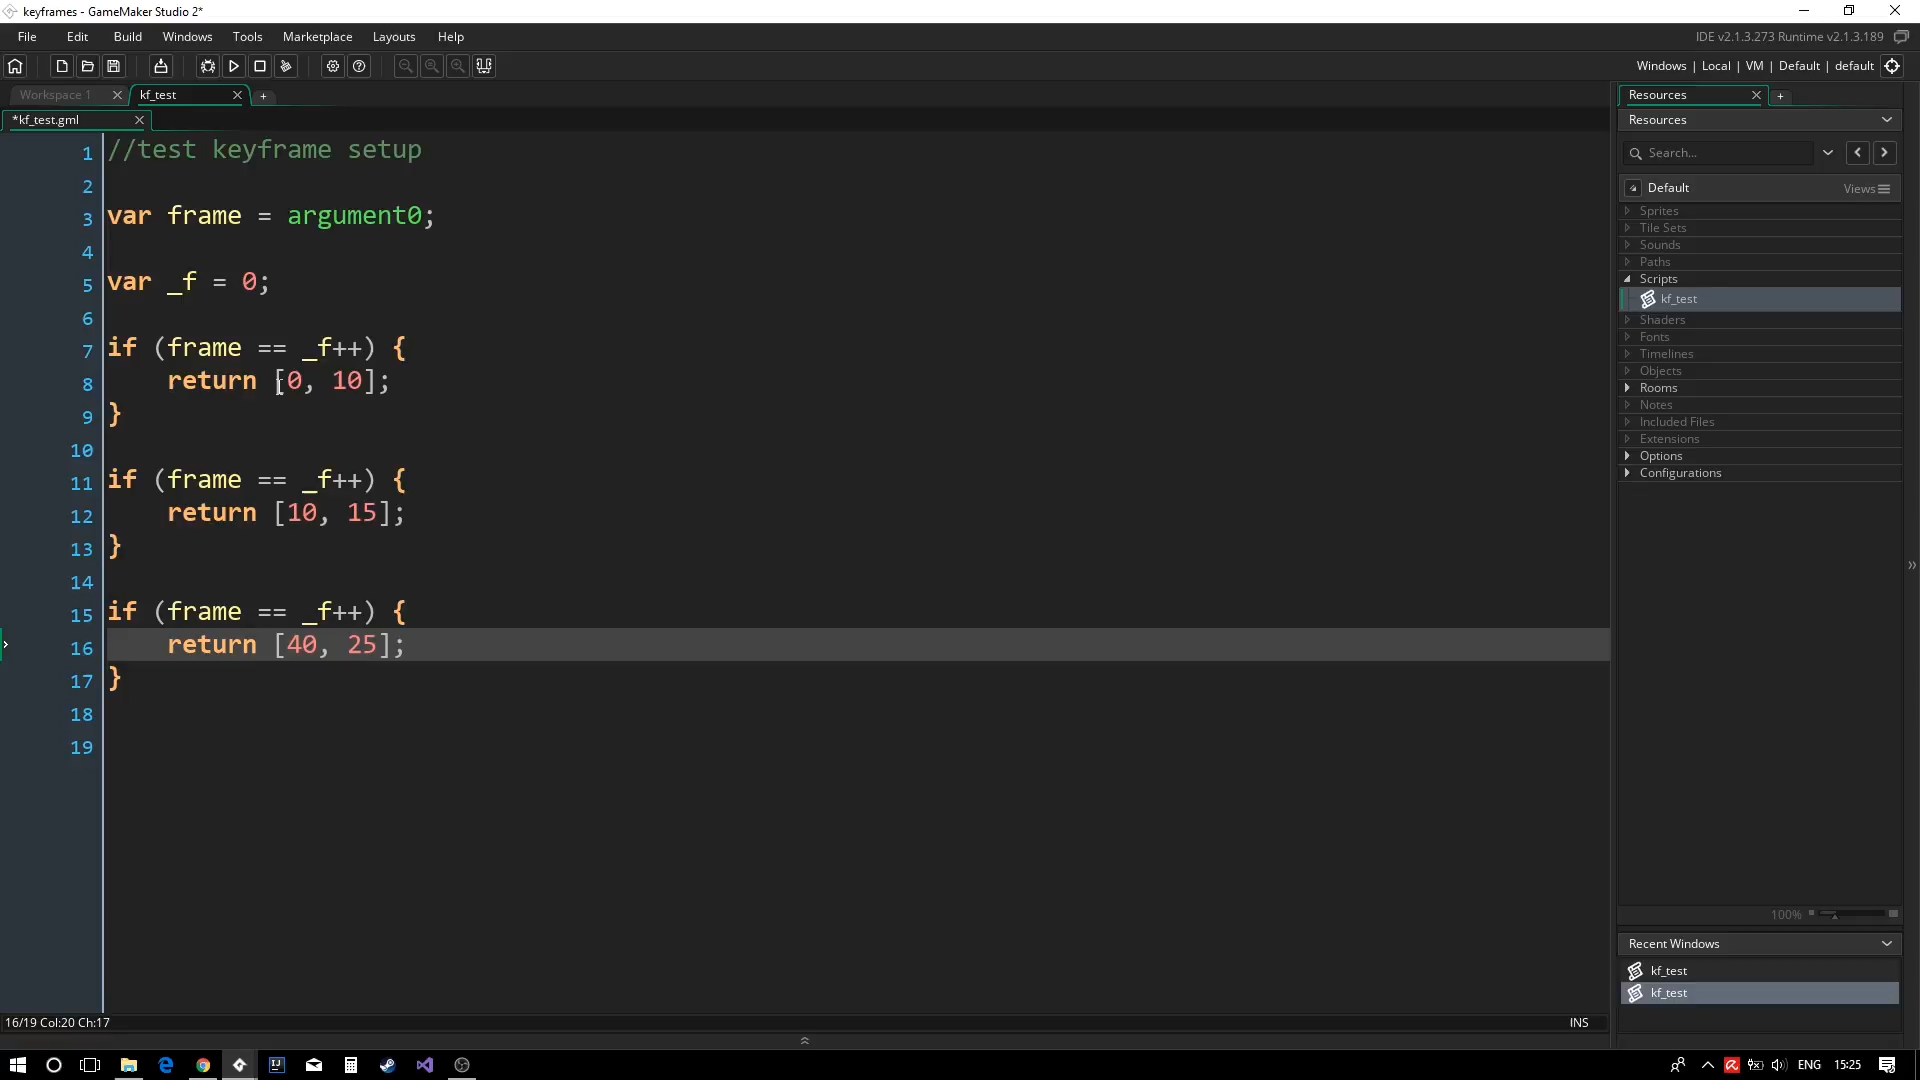 keyframes - GameMaker Studio 2*
File Edit Build Windows Tools Marketplace Layouts Help
IDE v2.1.3.273 Runtime v2.1.3.189
Windows | Local | VM | Default | default
Workspace 1
kf_test
*kf_test.gml
1 //test keyframe setup
2
3 var frame = argument0;
4
5 var _f = 0;
6
7 if (frame == _f++) {
8 return [0, 10];
9 }
10
11 if (frame == _f++) {
12 return [10, 15];
13 }
14
15 if (frame == _f++) {
16 return [40, 25];
17 }
18
19
16/19 Col:20 Ch:17
INS
Resources
Resources
Search...
Default
Views
Sprites
Tile Sets
Sounds
Paths
Scripts
kf_test
Shaders
Fonts
Timelines
Objects
Rooms
Notes
Included Files
Extensions
Options
Configurations
100%
Recent Windows
kf_test
kf_test
ENG
15:25